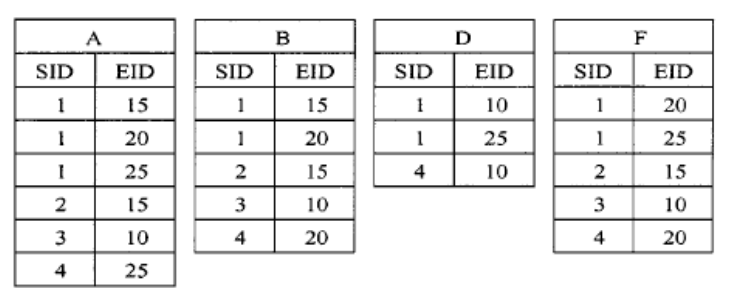 A B D F
SID EID SID EID SID EID SID EID
1 15 1 15 1 10 1 20
1 20 1 20 1 25 1 25
1 25 2 15 4 10 2 15
2 15 3 10 3 10
3 10 4 20 4 20
4 25